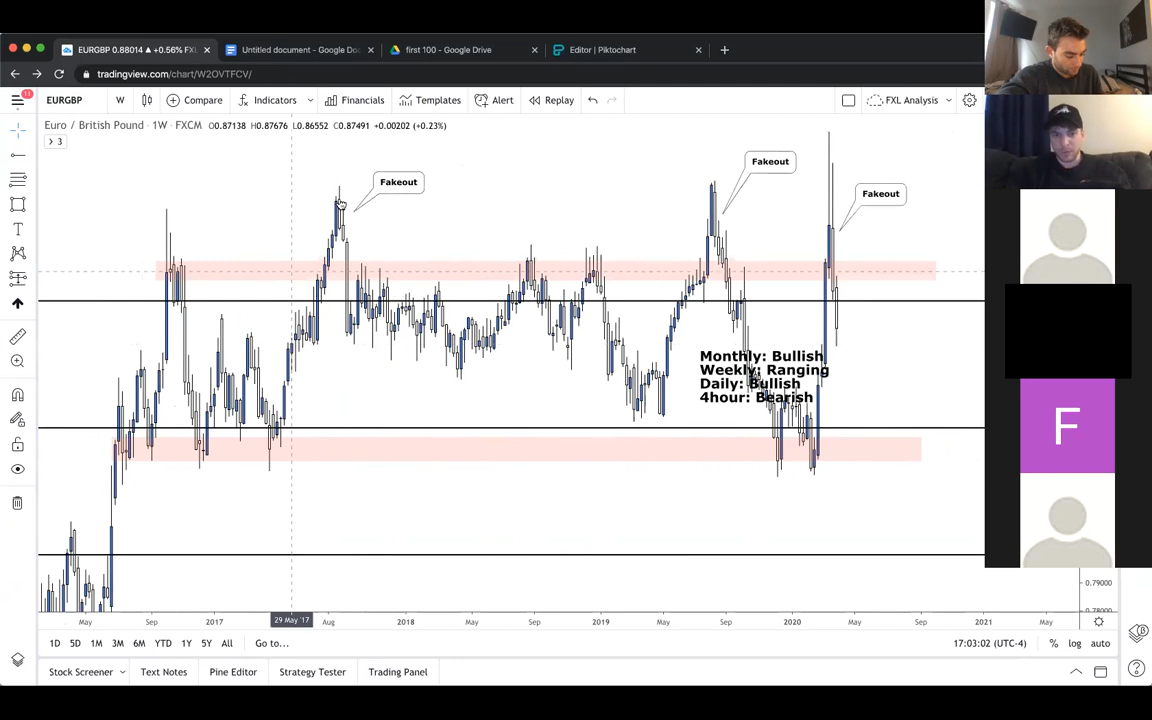 EURGBP 0.88014 ▲ +0.56% FXL
Untitled document - Google Doc
first 100 - Google Drive
Editor | Piktochart
tradingview.com/chart/W2OVTFCV/
11
EURGBP
W
Compare
Indicators
Financials
Templates
Alert
Replay
FXL Analysis
Euro / British Pound · 1W · FXCM O0.87138 H0.87676 L0.86552 C0.87491 +0.00202 (+0.23%)
3
Fakeout
Fakeout
Fakeout
Monthly: Bullish
Weekly: Ranging
Daily: Bullish
4hour: Bearish
F
0.79000
0.78000
May Sep 2017 29 May '17 Aug 2018 May Sep 2019 May Sep 2020 May Sep 2021 May
1D 5D 1M 3M 6M YTD 1Y 5Y All Go to...
17:03:02 (UTC-4) % log auto
Stock Screener Text Notes Pine Editor Strategy Tester Trading Panel